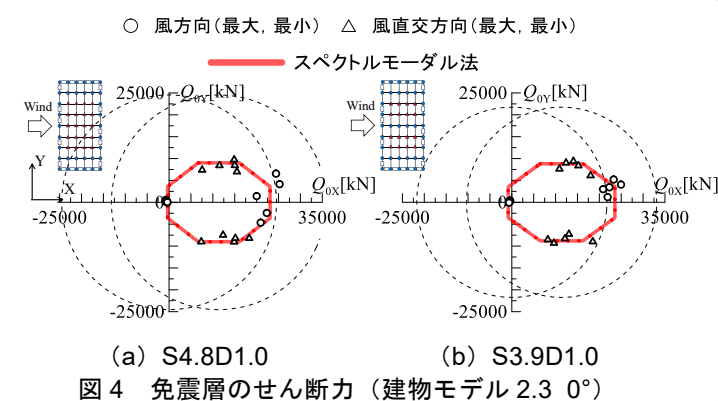 ○ 風方向(最大, 最小) △ 風直交方向(最大, 最小)
スペクトルモーダル法
Wind
Y
X
25000
Q0Y[kN]
Q0X[kN]
0
-25000
35000
-25000
Wind
25000
Q0Y[kN]
Q0X[kN]
0
-25000
35000
-25000
(a) S4.8D1.0
(b) S3.9D1.0
図 4 免震層のせん断力(建物モデル 2.3 0°)